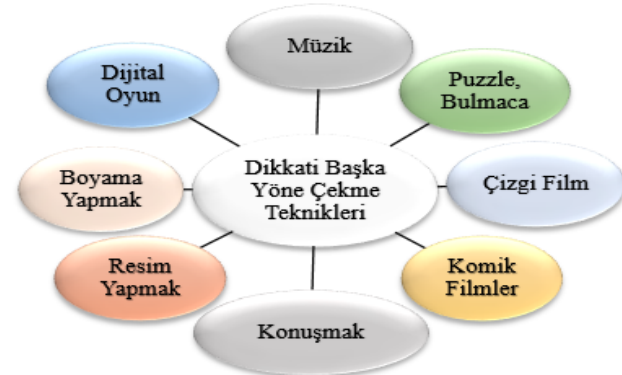 Müzik
Dijital
Oyun
Puzzle,
Bulmaca
Dikkati Başka
Yöne Çekme
Teknikleri
Boyama
Yapmak
Çizgi Film
Resim
Yapmak
Komik
Filmler
Konuşmak